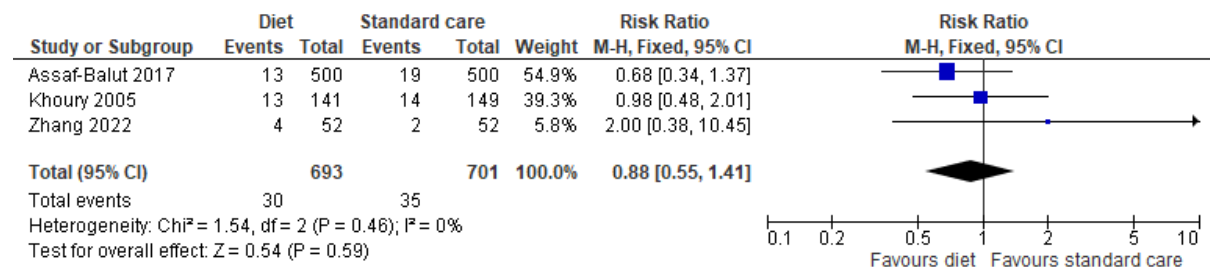 Diet Standard care Risk Ratio Risk Ratio
Study or Subgroup Events Total Events Total Weight M-H, Fixed, 95% CI M-H, Fixed, 95% CI
Assaf-Balut 2017 13 500 19 500 54.9% 0.68 [0.34, 1.37]
Khoury 2005 13 141 14 149 39.3% 0.98 [0.48, 2.01]
Zhang 2022 4 52 2 52 5.8% 2.00 [0.38, 10.45]
Total (95% CI) 693 701 100.0% 0.88 [0.55, 1.41]
Total events 30 35
Heterogeneity: Chi² = 1.54, df = 2 (P = 0.46); I² = 0%
Test for overall effect: Z = 0.54 (P = 0.59)
0.1 0.2 0.5 1 2 5 10
Favours diet Favours standard care